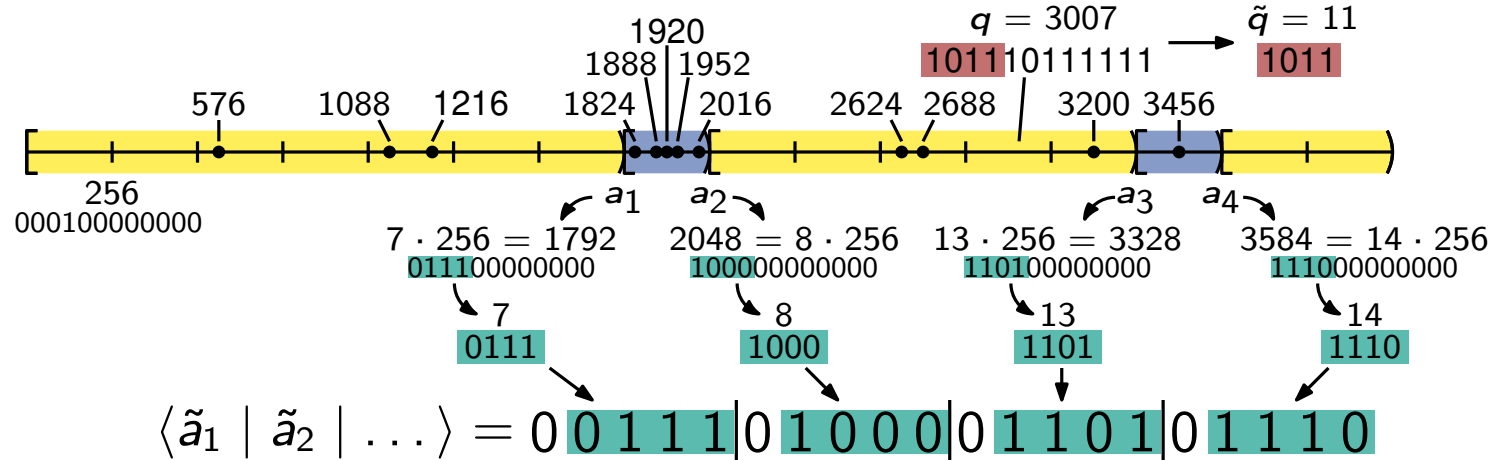 1920
q = 3007 q̃ = 11
1888 1952
101110111111 1011
576 1088 1216 1824 2016 2624 2688 3200 3456
256 a₁ a₂ a₃ a₄
000100000000
7 · 256 = 1792 2048 = 8 · 256 13 · 256 = 3328 3584 = 14 · 256
011100000000 100000000000 110100000000 111000000000
7 8 13 14
0111 1000 1101 1110
⟨ã₁ | ã₂ | …⟩ = 0 0 1 1 1|0 1 0 0 0|0 1 1 0 1|0 1 1 1 0